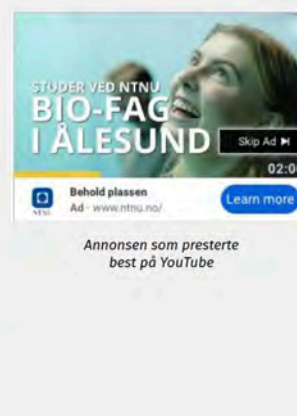 STUDER VED NTNU
BIO-FAG
I ÅLESUND
Skip Ad
02:0
NTNU
Behold plassen
Ad · www.ntnu.no/
Learn more
Annonsen som presterte
best på YouTube